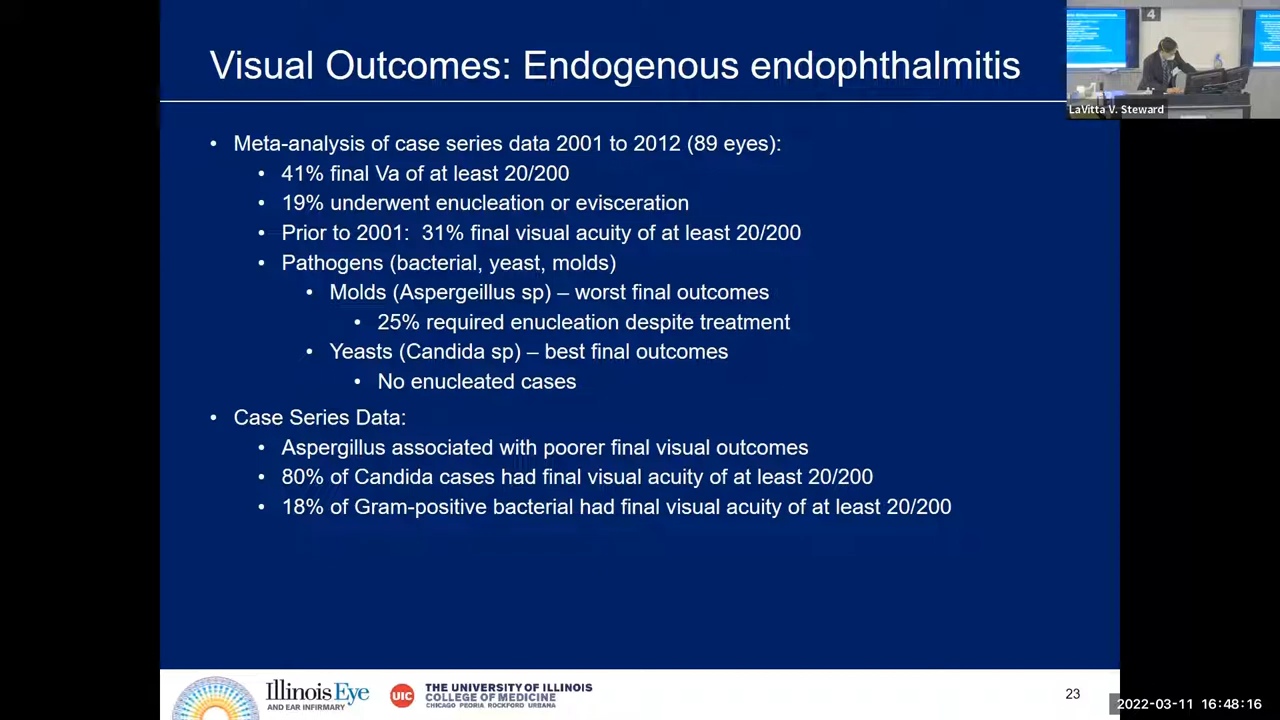 Visual Outcomes: Endogenous endophthalmitis
4
LaVitta V. Steward
• Meta-analysis of case series data 2001 to 2012 (89 eyes):
• 41% final Va of at least 20/200
• 19% underwent enucleation or evisceration
• Prior to 2001: 31% final visual acuity of at least 20/200
• Pathogens (bacterial, yeast, molds)
• Molds (Aspergeillus sp) – worst final outcomes
• 25% required enucleation despite treatment
• Yeasts (Candida sp) – best final outcomes
• No enucleated cases
• Case Series Data:
• Aspergillus associated with poorer final visual outcomes
• 80% of Candida cases had final visual acuity of at least 20/200
• 18% of Gram-positive bacterial had final visual acuity of at least 20/200
Illinois Eye
AND EAR INFIRMARY
UIC
THE UNIVERSITY OF ILLINOIS
COLLEGE OF MEDICINE
CHICAGO PEORIA ROCKFORD URBANA
23
2022-03-11 16:48:16